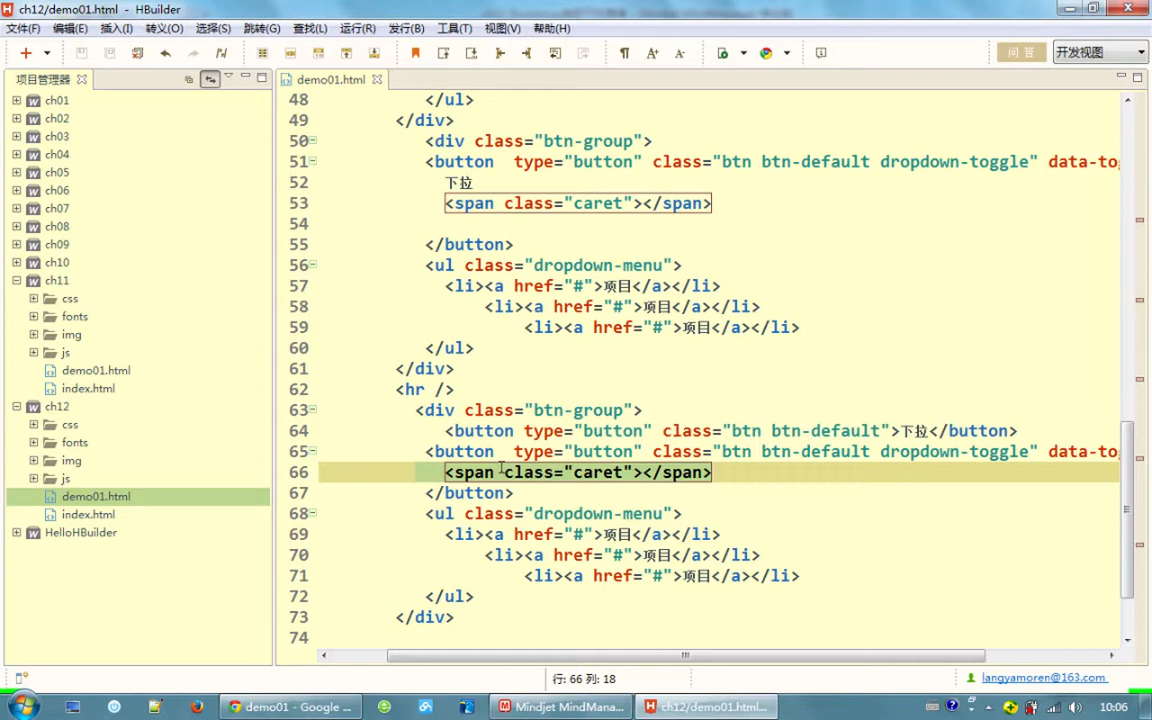 ch12/demo01.html - HBuilder
文件(F) 编辑(E) 插入(I) 转义(O) 选择(S) 跳转(G) 查找(L) 运行(R) 发行(B) 工具(T) 视图(V) 帮助(H)
问 答 开发视图
项目管理器
demo01.html
ch01
ch02
ch03
ch04
ch05
ch06
ch07
ch08
ch09
ch10
ch11
css
fonts
img
js
demo01.html
index.html
ch12
css
fonts
img
js
demo01.html
index.html
HelloHBuilder
48 </ul>
49 </div>
50 <div class="btn-group">
51 <button type="button" class="btn btn-default dropdown-toggle" data-to
52 下拉
53 <span class="caret"></span>
54
55 </button>
56 <ul class="dropdown-menu">
57 <li><a href="#">项目</a></li>
58 <li><a href="#">项目</a></li>
59 <li><a href="#">项目</a></li>
60 </ul>
61 </div>
62 <hr />
63 <div class="btn-group">
64 <button type="button" class="btn btn-default">下拉</button>
65 <button type="button" class="btn btn-default dropdown-toggle" data-to
66 <span class="caret"></span>
67 </button>
68 <ul class="dropdown-menu">
69 <li><a href="#">项目</a></li>
70 <li><a href="#">项目</a></li>
71 <li><a href="#">项目</a></li>
72 </ul>
73 </div>
74
行: 66 列: 18
langyamoren@163.com
demo01 - Google ... Mindjet MindMana... ch12/demo01.html... 10:06